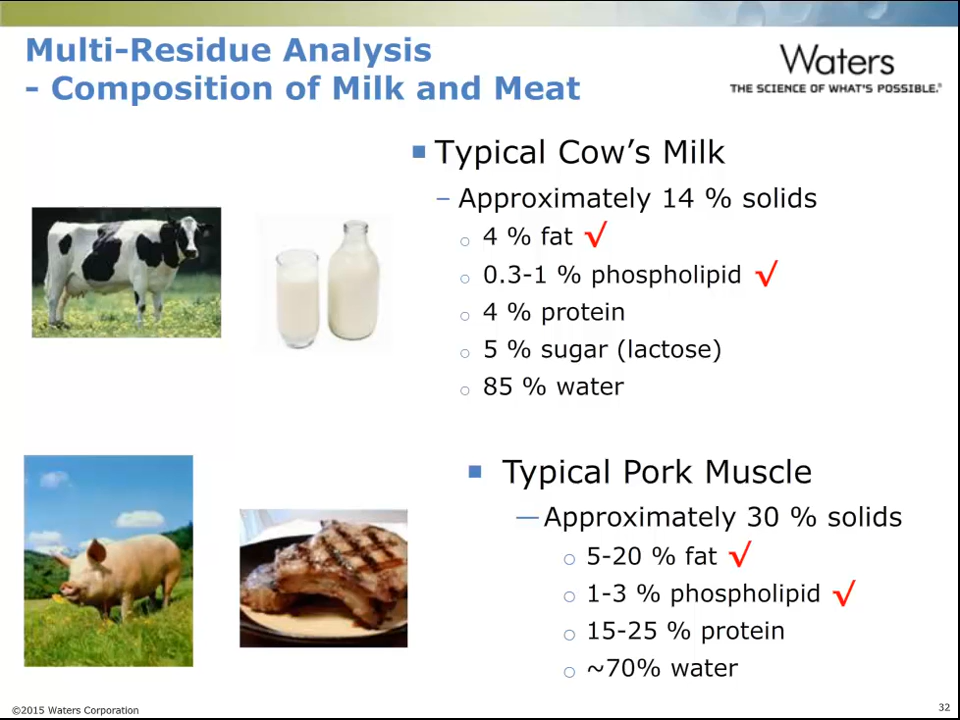 Multi-Residue Analysis
- Composition of Milk and Meat
Waters
THE SCIENCE OF WHAT'S POSSIBLE.®
■ Typical Cow's Milk
– Approximately 14 % solids
○ 4 % fat √
○ 0.3-1 % phospholipid √
○ 4 % protein
○ 5 % sugar (lactose)
○ 85 % water
■ Typical Pork Muscle
— Approximately 30 % solids
○ 5-20 % fat √
○ 1-3 % phospholipid √
○ 15-25 % protein
○ ~70% water
©2015 Waters Corporation
32